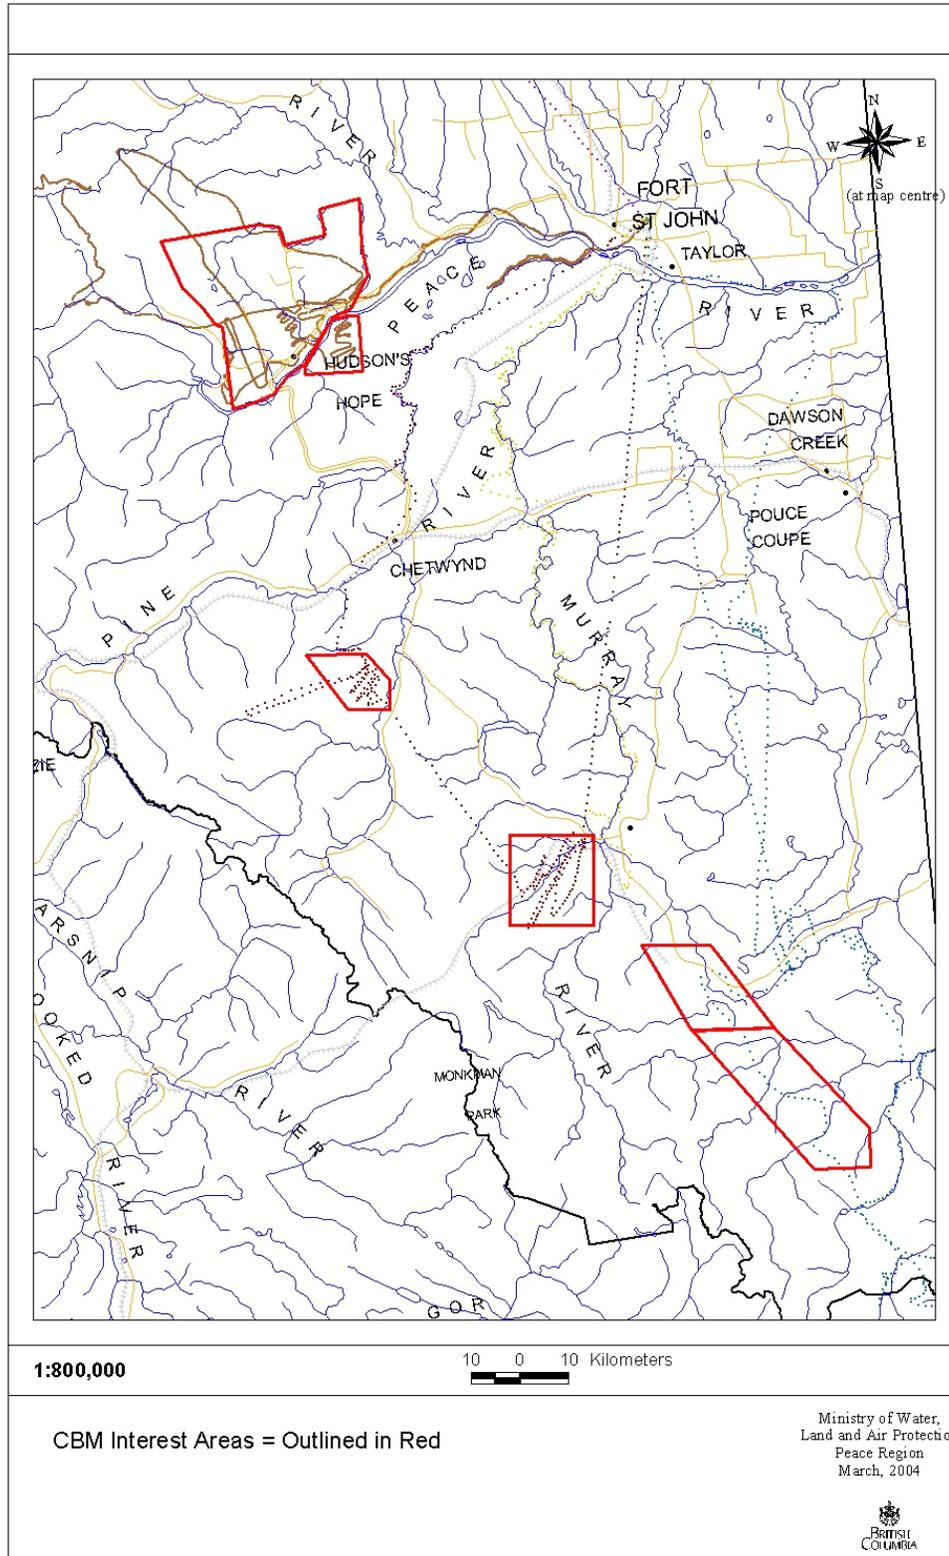 RIVER
N
W E
S
(at map centre)
FORT
ST JOHN
TAYLOR
PEACE
RIVER
HUDSON'S
HOPE
DAWSON
CREEK
RIVER
POUCE
COUPE
CHETWYND
PINE
MURRAY
ZIE
ARSNIP
OOKED
RIVER
MONKMAN
PARK
RIVER
RIVER
GOR
1:800,000
10 0 10 Kilometers
CBM Interest Areas = Outlined in Red
Ministry of Water,
Land and Air Protectio
Peace Region
March, 2004
BRITISH
COLUMBIA